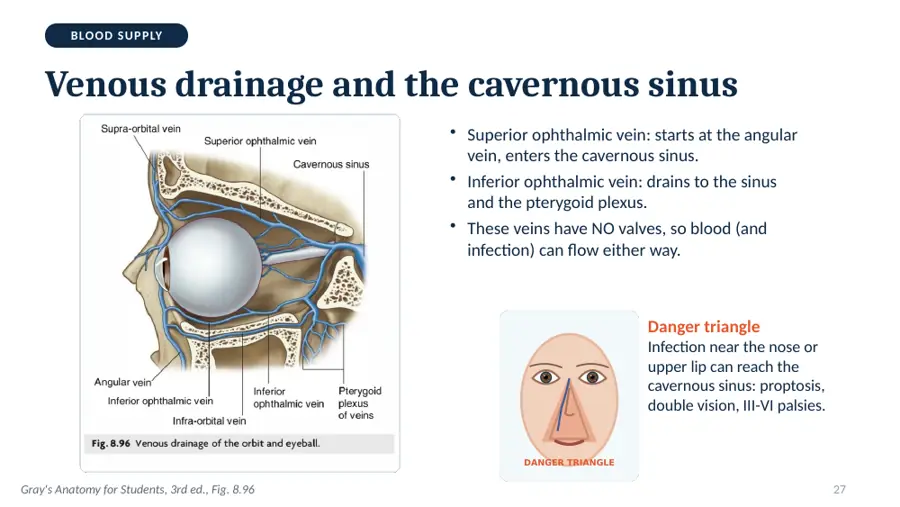 BLOOD SUPPLY
Venous drainage and the cavernous sinus
Supra-orbital vein
Superior ophthalmic vein
Cavernous sinus
Angular vein
Inferior ophthalmic vein
Infra-orbital vein
Inferior
ophthalmic vein
Pterygoid
plexus
of veins
Fig. 8.96 Venous drainage of the orbit and eyeball.
• Superior ophthalmic vein: starts at the angular
vein, enters the cavernous sinus.
• Inferior ophthalmic vein: drains to the sinus
and the pterygoid plexus.
• These veins have NO valves, so blood (and
infection) can flow either way.
DANGER TRIANGLE
Danger triangle
Infection near the nose or
upper lip can reach the
cavernous sinus: proptosis,
double vision, III-VI palsies.
Gray's Anatomy for Students, 3rd ed., Fig. 8.96
27